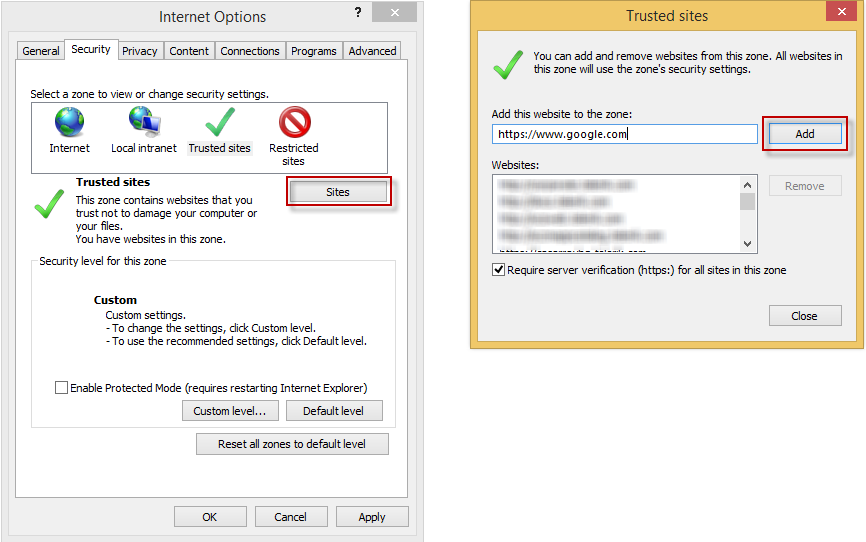 Internet Options
?
General Security Privacy Content Connections Programs Advanced
Select a zone to view or change security settings.
Internet
Local intranet
Trusted sites
Restricted
sites
Trusted sites
Sites
This zone contains websites that you
trust not to damage your computer or
your files.
You have websites in this zone.
Security level for this zone
Custom
Custom settings.
- To change the settings, click Custom level.
- To use the recommended settings, click Default level.
Enable Protected Mode (requires restarting Internet Explorer)
Custom level...
Default level
Reset all zones to default level
OK
Cancel
Apply
Trusted sites
You can add and remove websites from this zone. All websites in
this zone will use the zone's security settings.
Add this website to the zone:
https://www.google.com
Add
Websites:
Remove
Require server verification (https:) for all sites in this zone
Close